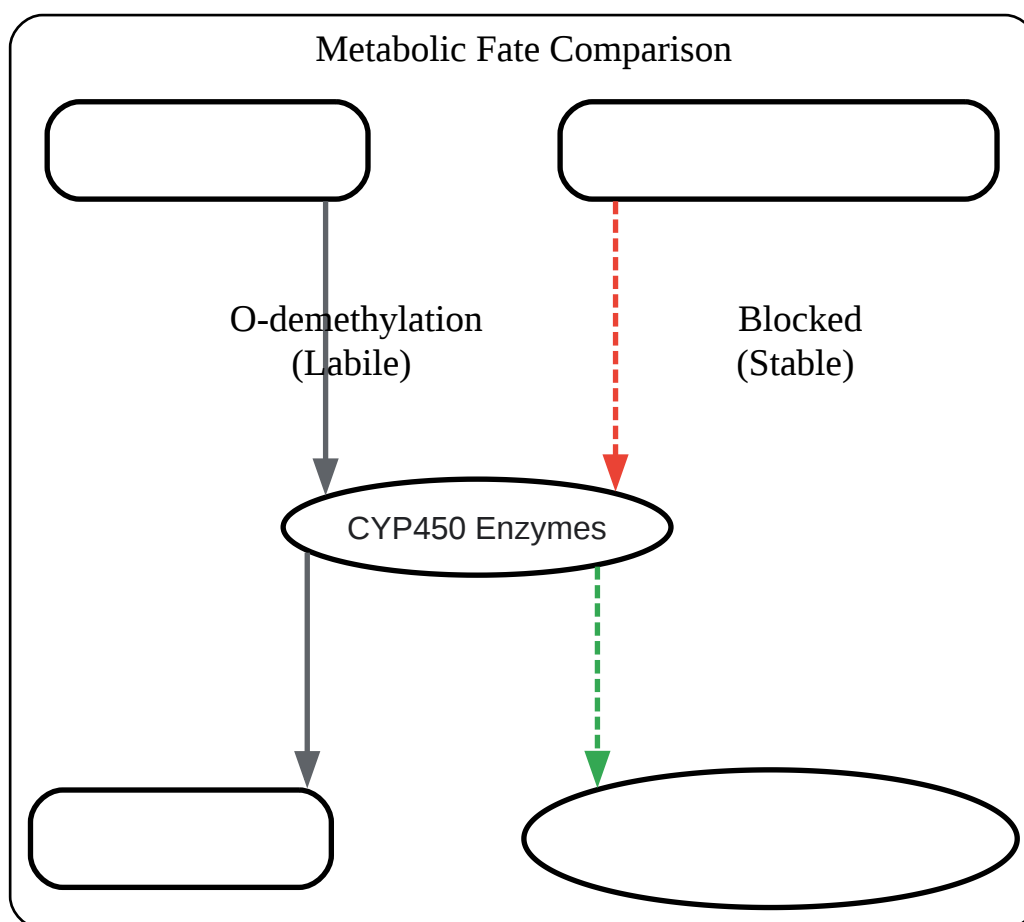 Metabolic Fate Comparison
O-demethylation
(Labile)
Blocked
(Stable)
CYP450 Enzymes